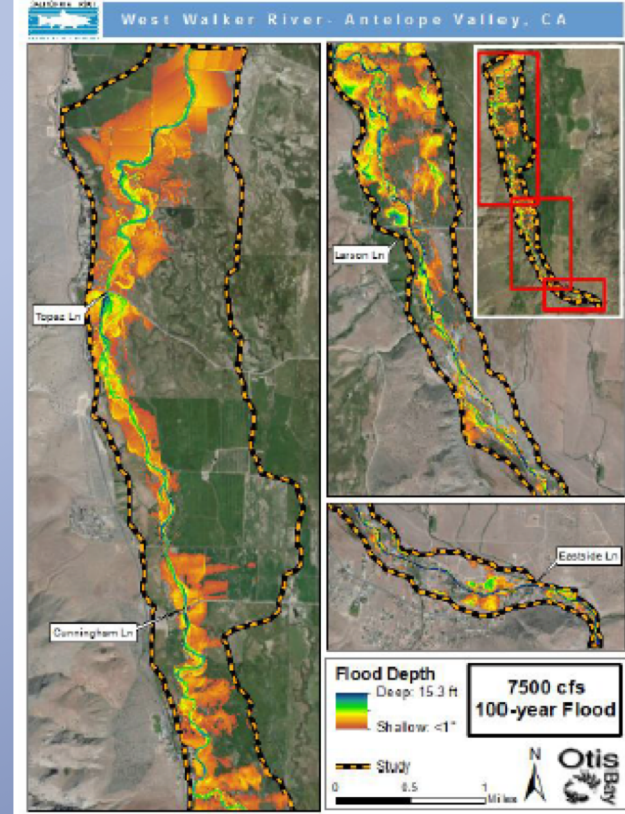 West Walker River- Antelope Valley, CA
Topaz Ln
Cunningham Ln
Larson Ln
Eastside Ln
Flood Depth
Deep: 15.3 ft
Shallow: <1"
Study
0 0.5 1
Miles
7500 cfs
100-year Flood
N
Otis
Bay